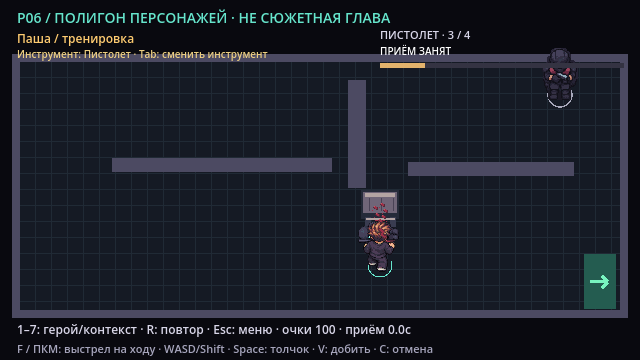 P06 / ПОЛИГОН ПЕРСОНАЖЕЙ · НЕ СЮЖЕТНАЯ ГЛАВА
Паша / тренировка
ПИСТОЛЕТ · 3 / 4
Инструмент: Пистолет · Tab: сменить инструмент
ПРИЁМ ЗАНЯТ
1–7: герой/контекст · R: повтор · Esc: меню · очки 100 · приём 0.0с
F / ПКМ: выстрел на ходу · WASD/Shift · Space: толчок · V: добить · C: отмена